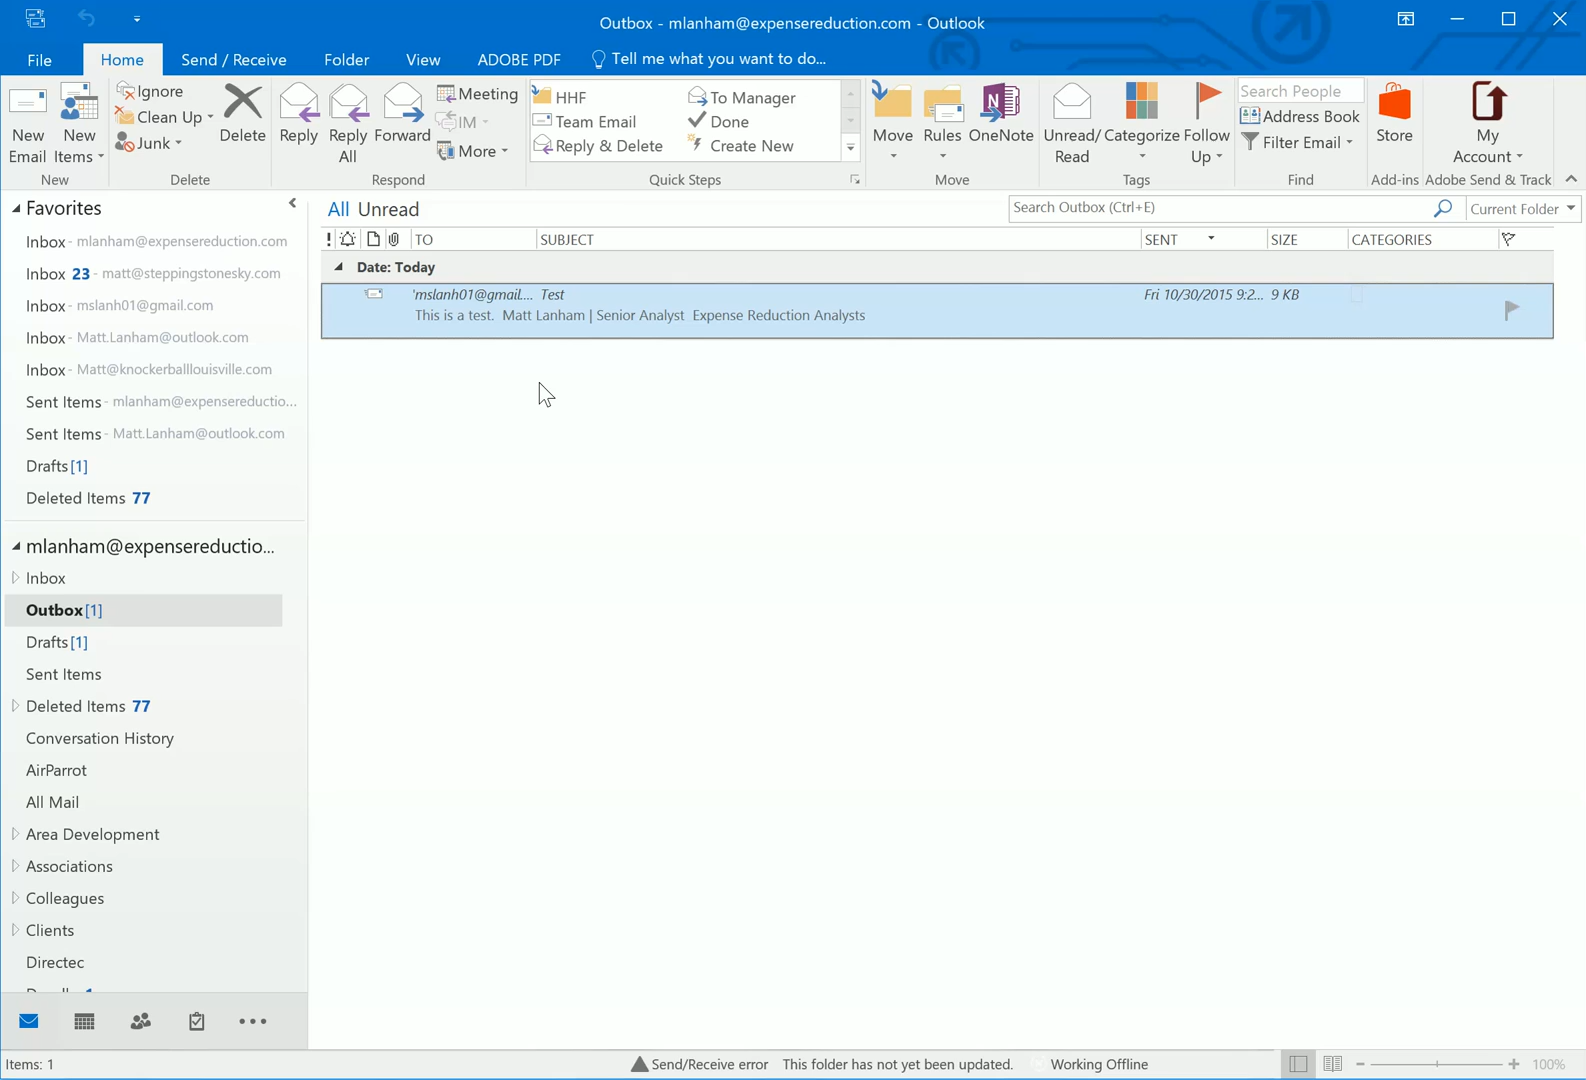 Outbox - mlanham@expensereduction.com - Outlook
File Home Send / Receive Folder View ADOBE PDF Tell me what you want to do...
New Email
New Items
New
Ignore
Clean Up
Junk
Delete
Delete
Reply
Reply All
Forward
Meeting
IM
More
Respond
HHF
Team Email
Reply & Delete
To Manager
Done
Create New
Quick Steps
Move
Rules
OneNote
Move
Unread/ Read
Categorize
Follow Up
Tags
Search People
Address Book
Filter Email
Find
Store
Add-ins
My Account
Adobe Send & Track
Favorites
Inbox - mlanham@expensereduction.com
Inbox 23 - matt@steppingstonesky.com
Inbox - mslanh01@gmail.com
Inbox - Matt.Lanham@outlook.com
Inbox - Matt@knockerballlouisville.com
Sent Items - mlanham@expensereductio...
Sent Items - Matt.Lanham@outlook.com
Drafts [1]
Deleted Items 77
mlanham@expensereductio...
Inbox
Outbox [1]
Drafts [1]
Sent Items
Deleted Items 77
Conversation History
AirParrot
All Mail
Area Development
Associations
Colleagues
Clients
Directec
All Unread
Search Outbox (Ctrl+E)
Current Folder
! TO SUBJECT SENT SIZE CATEGORIES
Date: Today
'mslanh01@gmail.... Test Fri 10/30/2015 9:2... 9 KB
This is a test. Matt Lanham | Senior Analyst Expense Reduction Analysts
Items: 1 Send/Receive error This folder has not yet been updated. Working Offline 100%